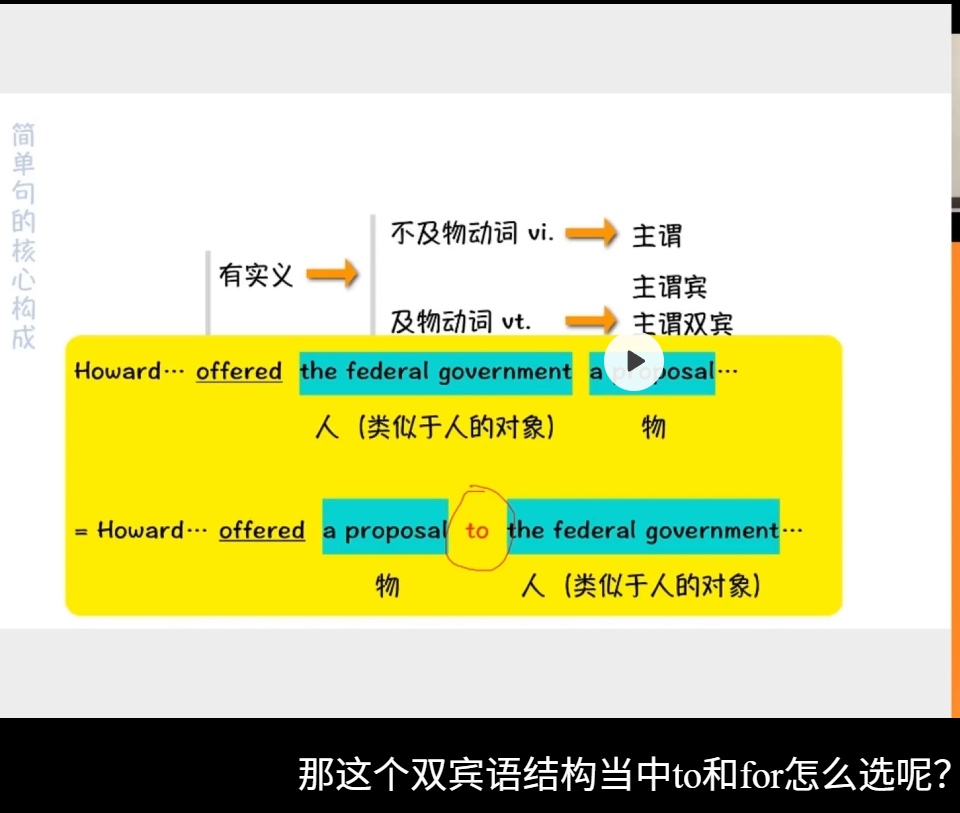 简单句的核心构成
不及物动词 vi.
主谓
有实义
主谓宾
及物动词 vt.
主谓双宾
Howard… offered the federal government a proposal…
人（类似于人的对象） 物
= Howard… offered a proposal to the federal government…
物 人（类似于人的对象）
那这个双宾语结构当中to和for怎么选呢?